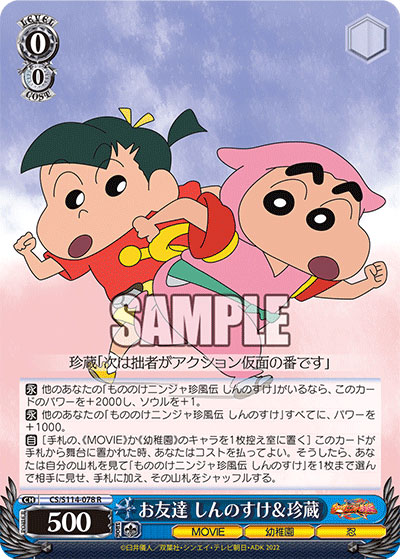 LEVEL
0
0
COST
SAMPLE
珍蔵「次は拙者がアクション仮面の番です」
永 他のあなたの「もののけニンジャ珍風伝 しんのすけ」がいるなら、このカードのパワーを+2000し、ソウルを+1。
永 他のあなたの「もののけニンジャ珍風伝 しんのすけ」すべてに、パワーを+1000。
自 [手札の、《MOVIE》か《幼稚園》のキャラを1枚控え室に置く] このカードが手札から舞台に置かれた時、あなたはコストを払ってよい。そうしたら、あなたは自分の山札を見て「もののけニンジャ珍風伝 しんのすけ」を1枚まで選んで相手に見せ、手札に加え、その山札をシャッフルする。
CH
CS/S114-078 R
500
お友達 しんのすけ&珍蔵
MOVIE
幼稚園
忍
©臼井儀人／双葉社・シンエイ・テレビ朝日・ADK 2022